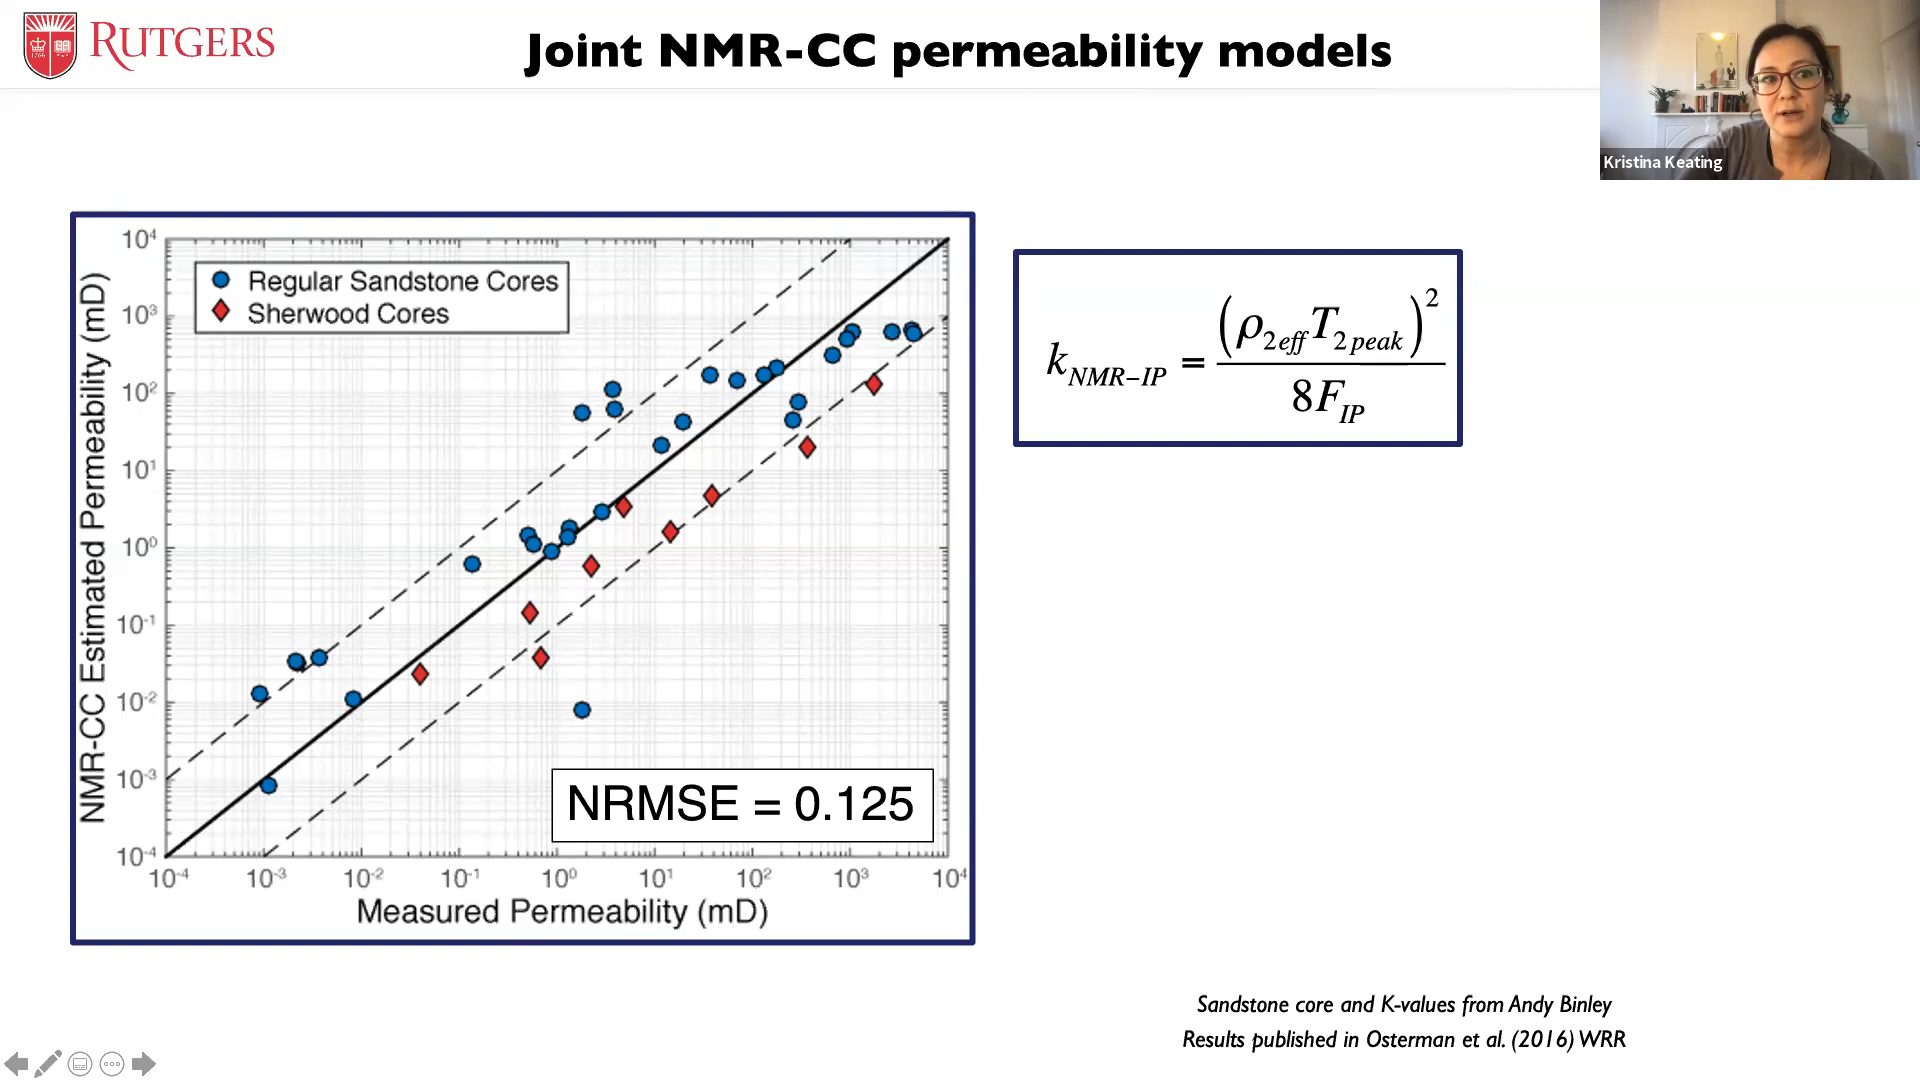 RUTGERS
1766
Joint NMR-CC permeability models
Kristina Keating
Regular Sandstone Cores
Sherwood Cores
NMR-CC Estimated Permeability (mD)
10⁴
10³
10²
10¹
10⁰
10⁻¹
10⁻²
10⁻³
10⁻⁴
NRMSE = 0.125
10⁻⁴ 10⁻³ 10⁻² 10⁻¹ 10⁰ 10¹ 10² 10³ 10⁴
Measured Permeability (mD)
k_NMR−IP = (ρ_2eff T_2peak)² / 8F_IP
Sandstone core and K-values from Andy Binley
Results published in Osterman et al. (2016) WRR